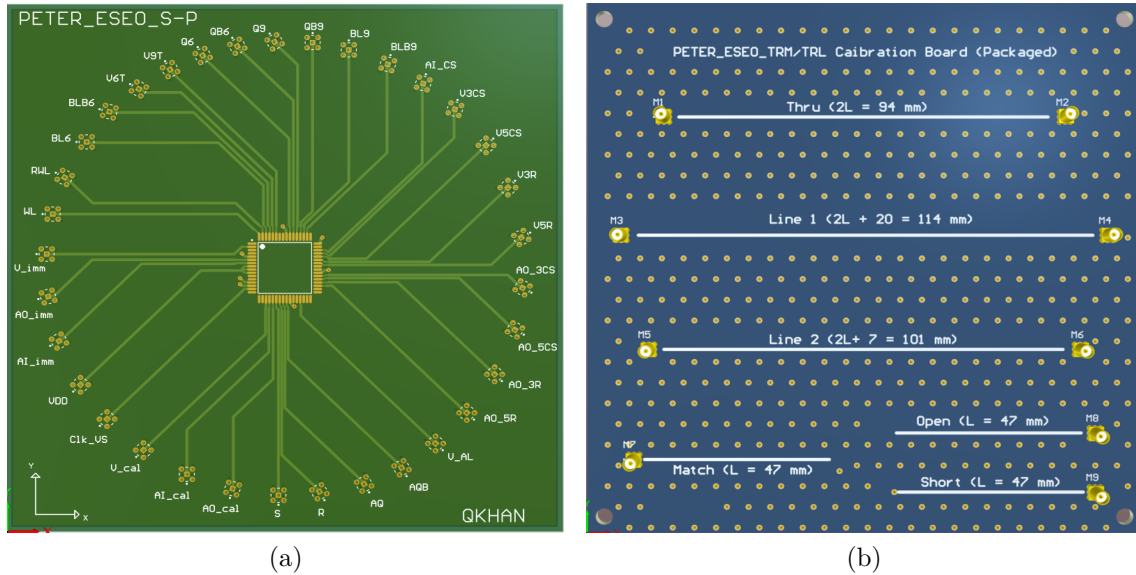 PETER_ESEO_S-P
Q9
QB9
QB6
BL9
Q6
BLB9
V9T
AI_CS
V6T
V3CS
BLB6
V5CS
BL6
RWL
V3R
WL
V5R
V_imm
AO_3CS
AO_imm
AO_5CS
AI_imm
AO_3R
VDD
AO_5R
Clk_VS
V_AL
V_cal
AQB
AI_cal
AQ
AO_cal
S
R
Y
X
QKHAN
X
(a)
PETER_ESEO_TRM/TRL Caibration Board (Packaged)
M1
Thru (2L = 94 mm)
M2
M3
Line 1 (2L + 20 = 114 mm)
M4
M5
Line 2 (2L+ 7 = 101 mm)
M6
Open (L = 47 mm)
M8
M7
Match (L = 47 mm)
Short (L = 47 mm)
M9
(b)